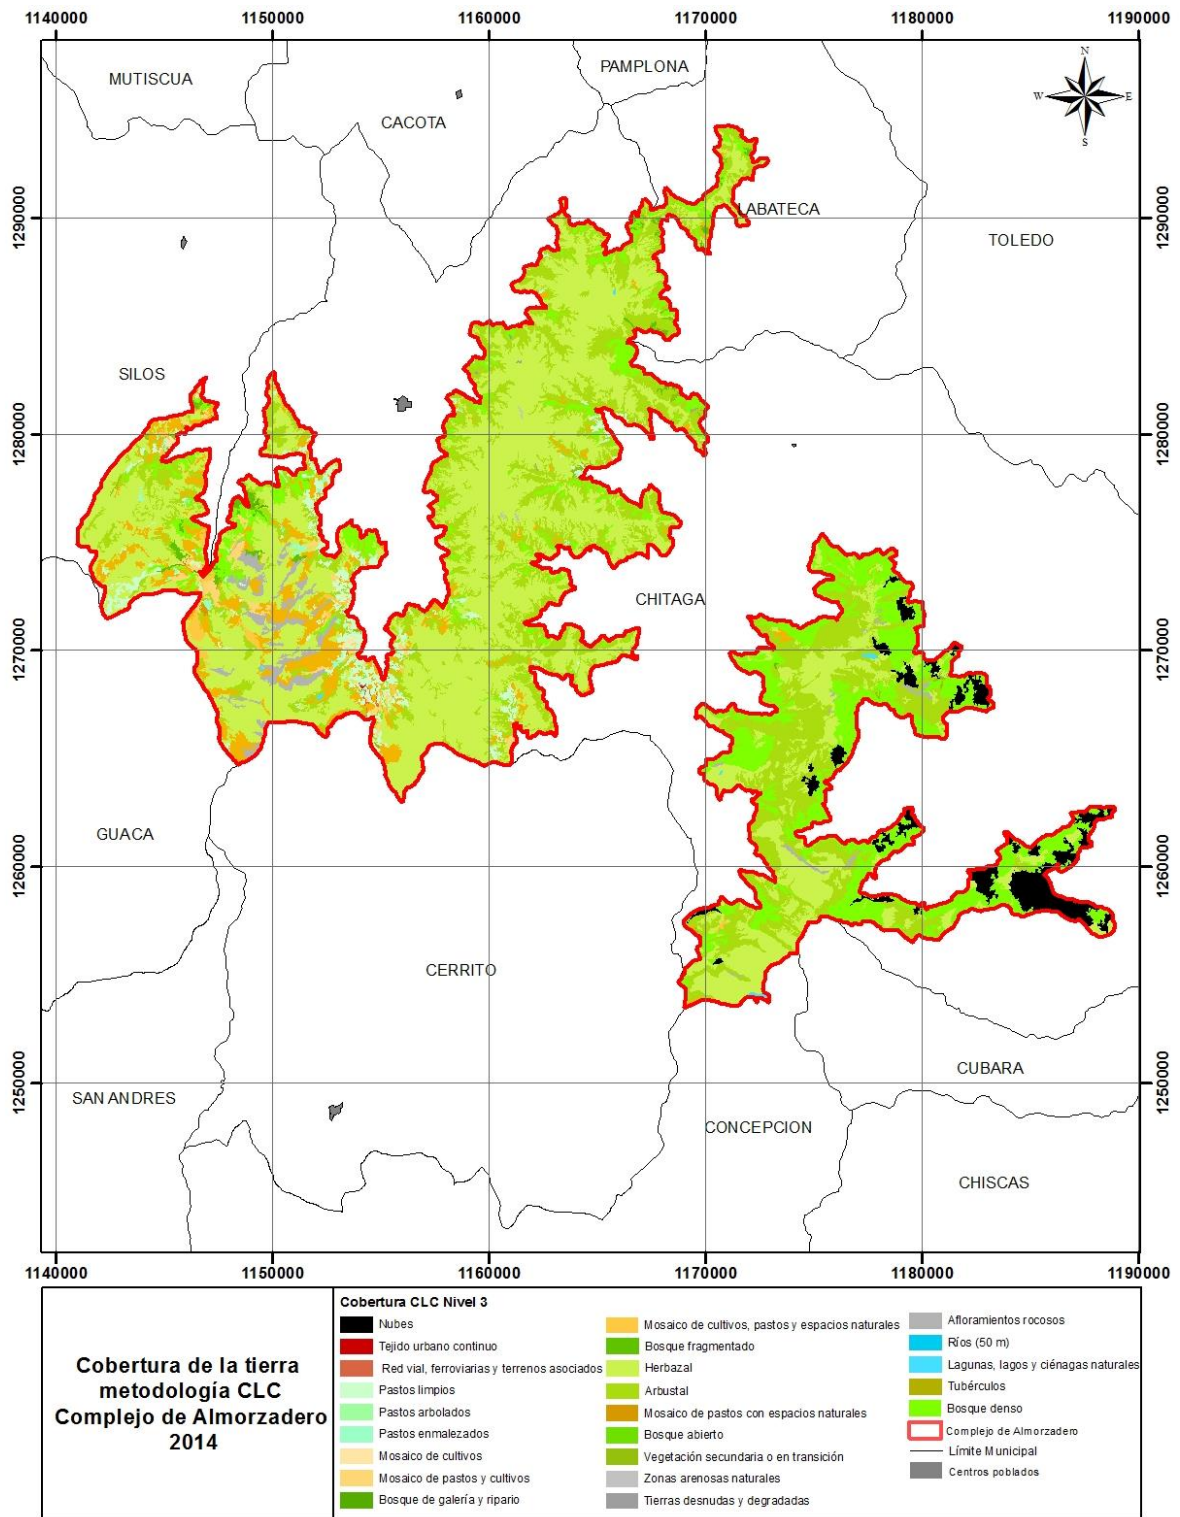 1140000 1150000 1160000 1170000 1180000 1190000
N
W E
S
PAMPLONA
MUTISCUA
CACOTA
1290000 1290000
LABATECA
TOLEDO
SILOS
1280000 1280000
CHITAGA
1270000 1270000
GUACA
1260000 1260000
CERRITO
CUBARA
1250000 1250000
SAN ANDRES
CONCEPCION
CHISCAS
1140000 1150000 1160000 1170000 1180000 1190000
Cobertura de la tierra
metodología CLC
Complejo de Almorzadero
2014
Cobertura CLC Nivel 3
Nubes
Tejido urbano continuo
Red vial, ferroviarias y terrenos asociados
Pastos limpios
Pastos arbolados
Pastos enmalezados
Mosaico de cultivos
Mosaico de pastos y cultivos
Bosque de galería y ripario
Mosaico de cultivos, pastos y espacios naturales
Bosque fragmentado
Herbazal
Arbustal
Mosaico de pastos con espacios naturales
Bosque abierto
Vegetación secundaria o en transición
Zonas arenosas naturales
Tierras desnudas y degradadas
Afloramientos rocosos
Ríos (50 m)
Lagunas, lagos y ciénagas naturales
Tubérculos
Bosque denso
Complejo de Almorzadero
Límite Municipal
Centros poblados